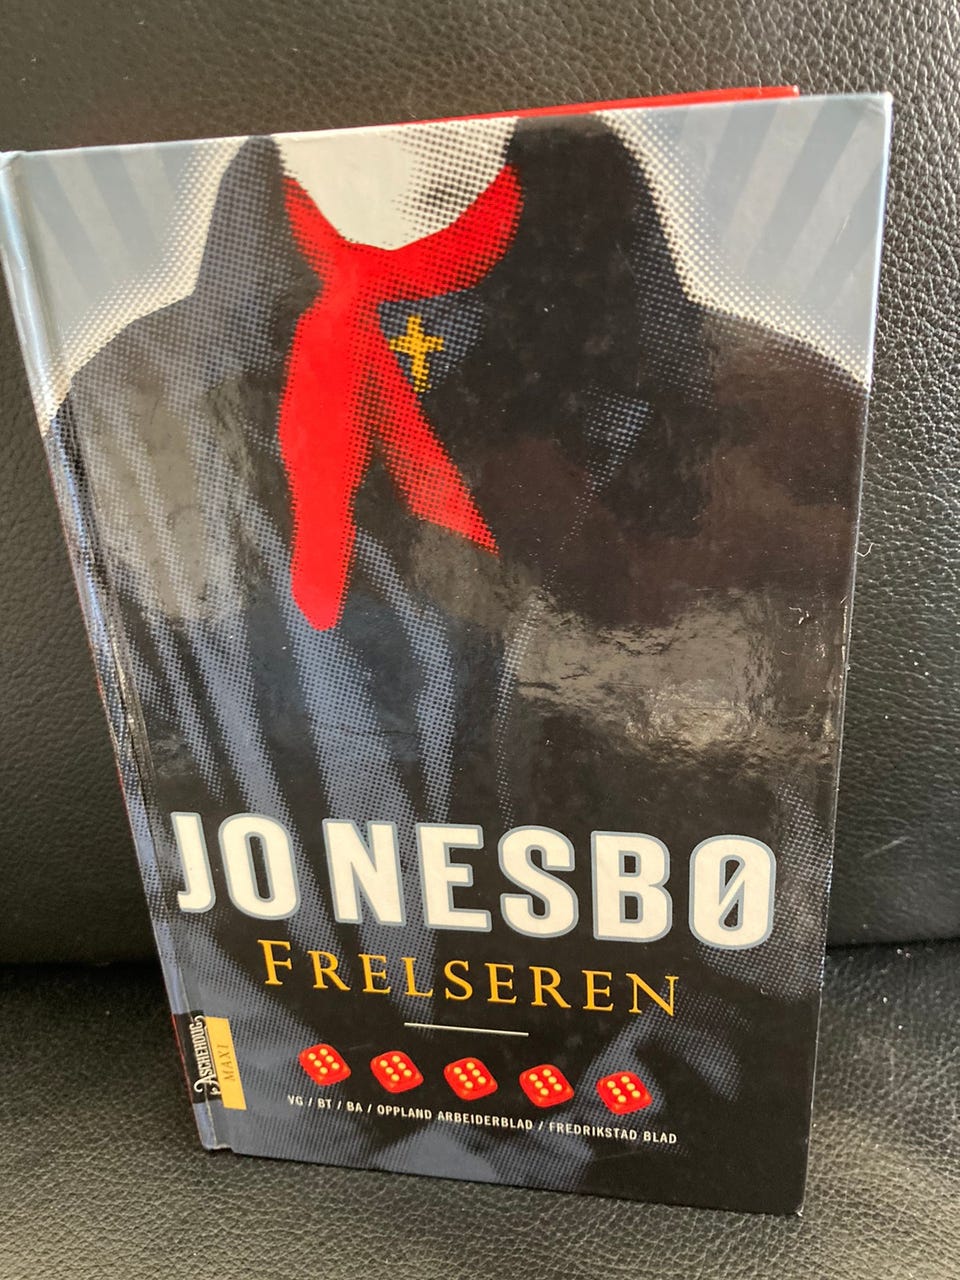 JO NESBØ
FRELSEREN
VG / BT / BA / OPPLAND ARBEIDERBLAD / FREDRIKSTAD BLAD
ASCHEHOUG
MAXI